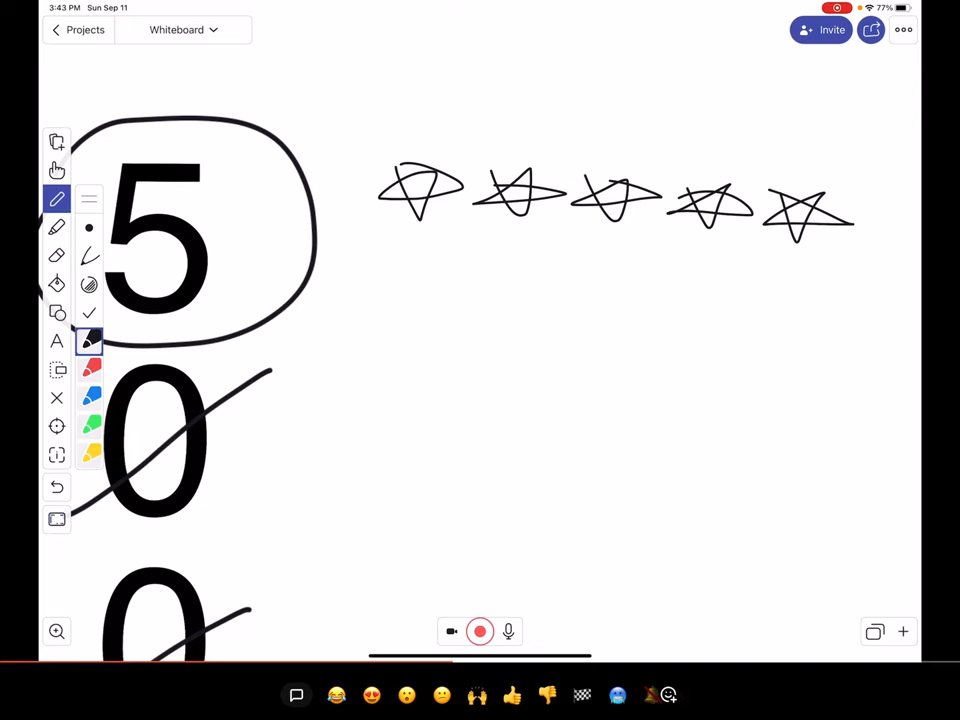 3:43 PM Sun Sep 11
77%
Projects
Whiteboard
Invite
5
A
0
0